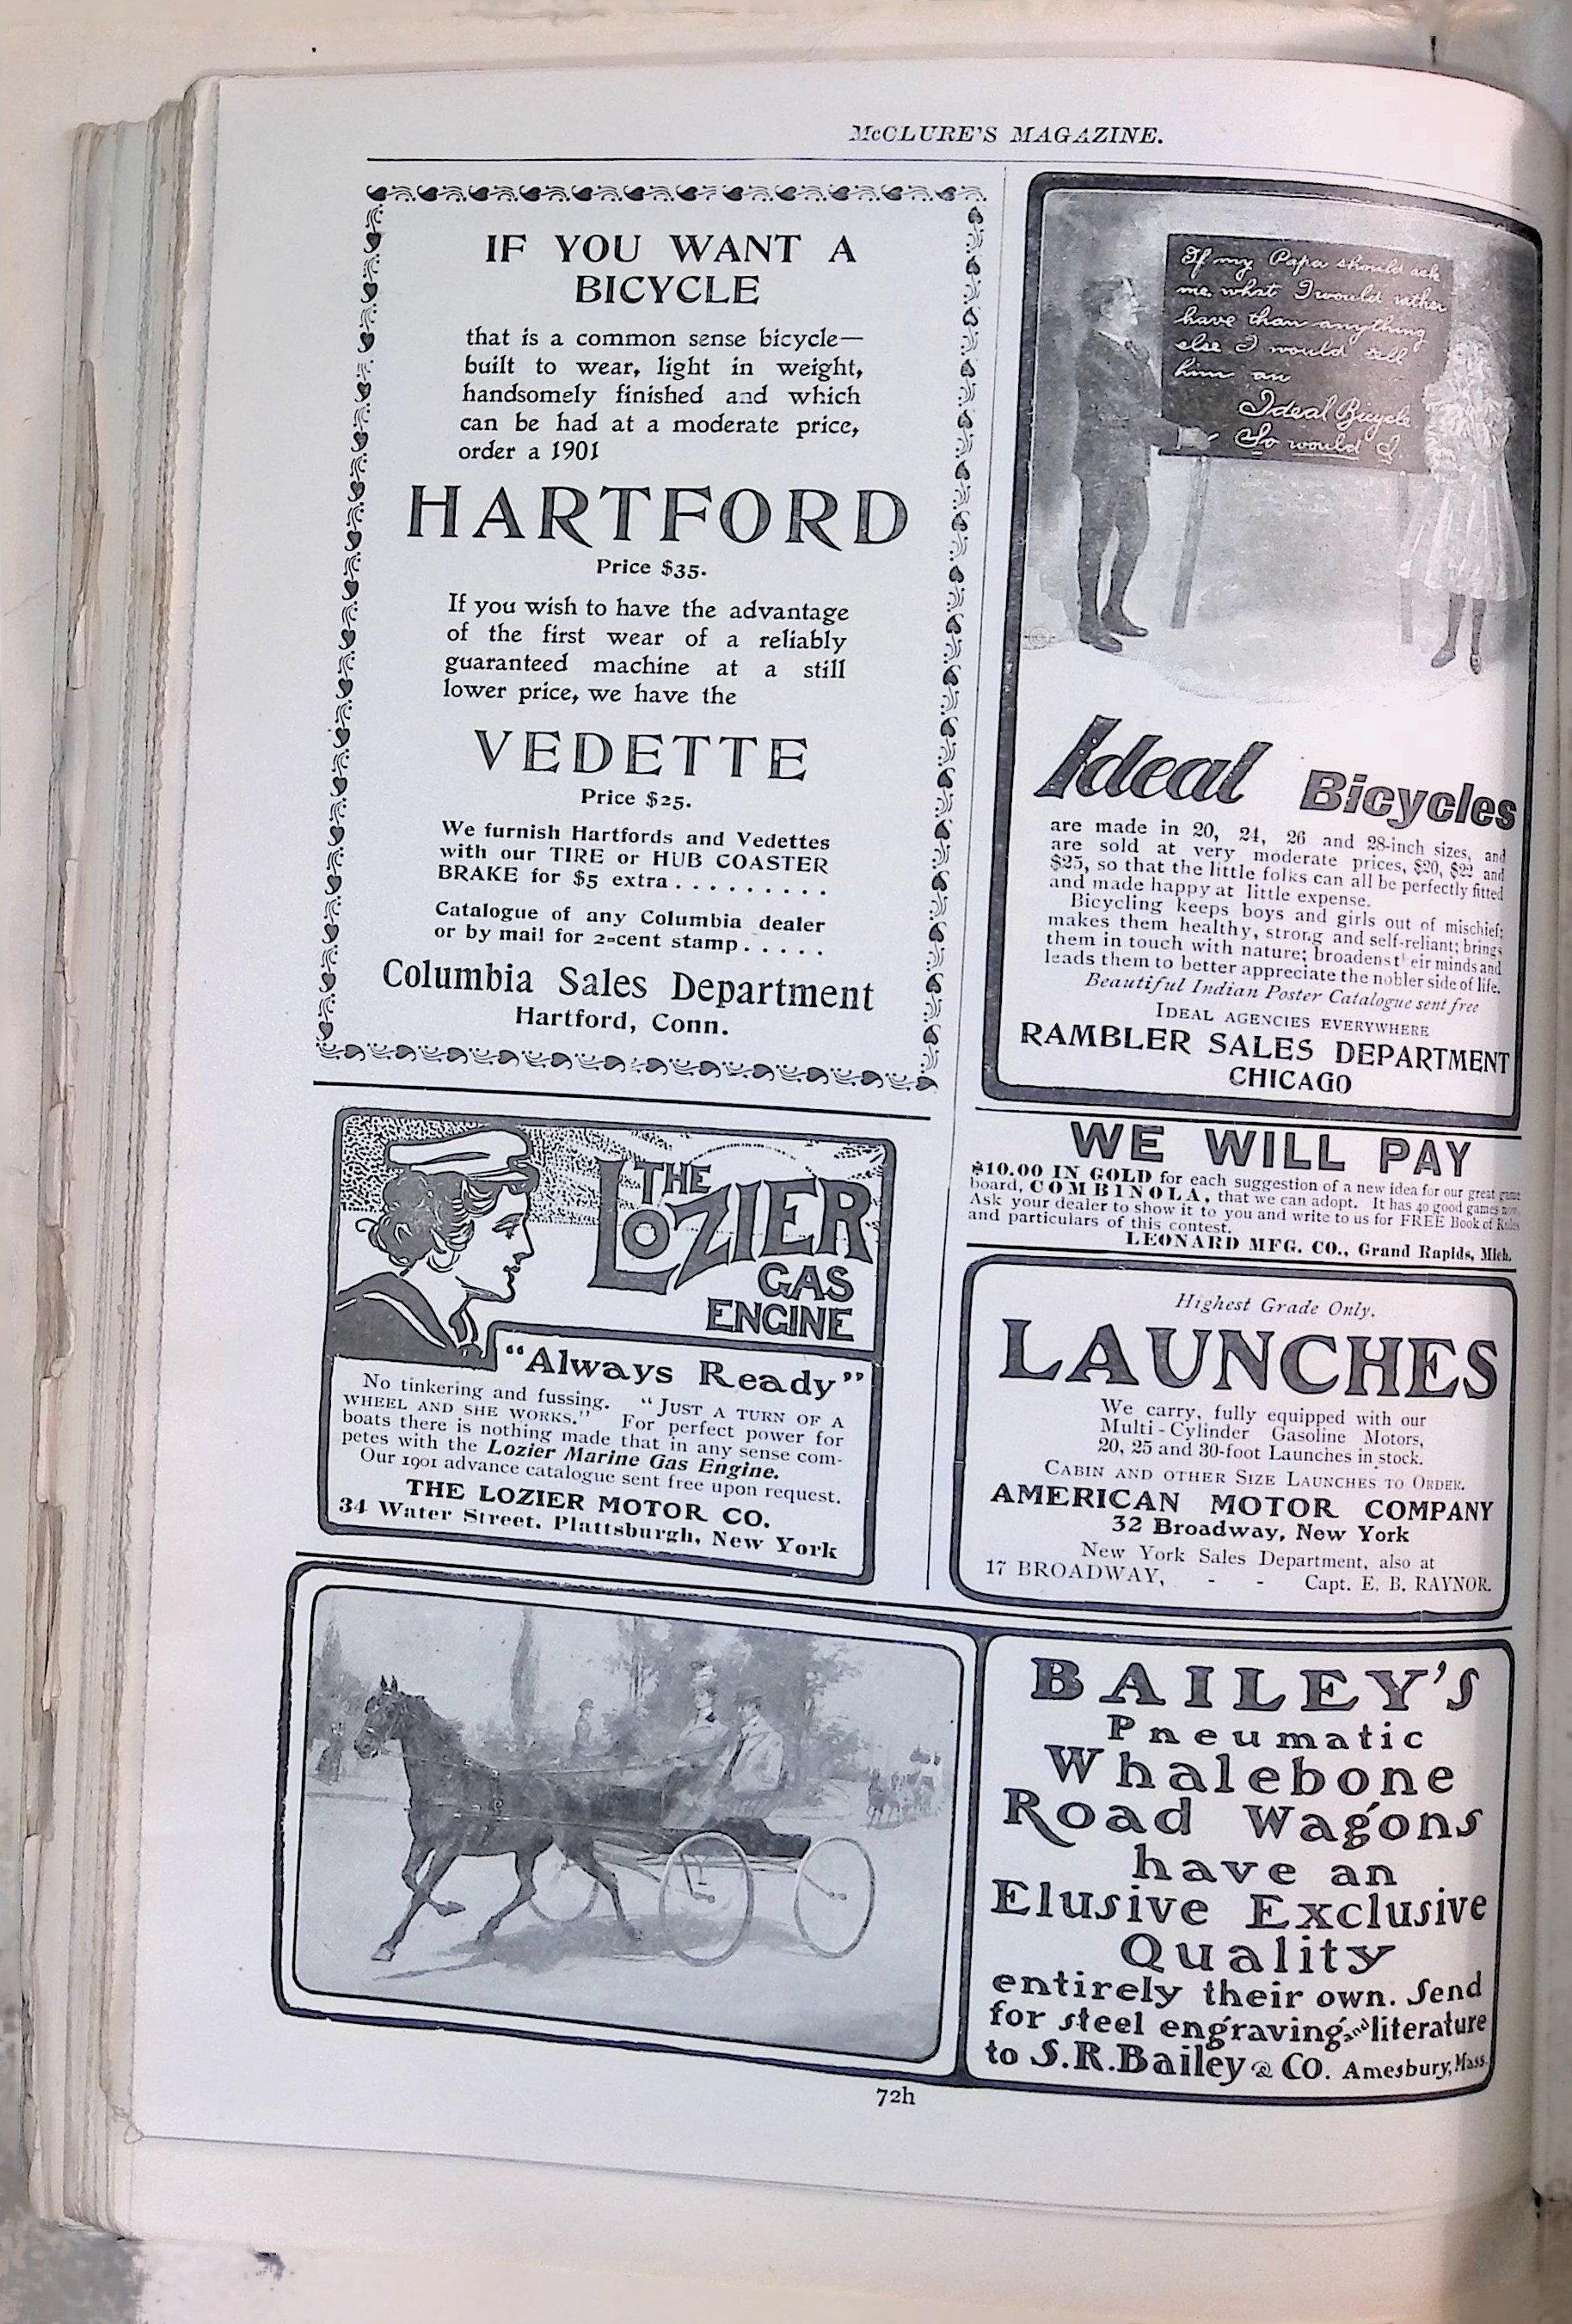 McCLURE'S MAGAZINE.
IF YOU WANT A
BICYCLE
that is a common sense bicycle—
built to wear, light in weight,
handsomely finished and which
can be had at a moderate price,
order a 1901
HARTFORD
Price $35.
If you wish to have the advantage
of the first wear of a reliably
guaranteed machine at a still
lower price, we have the
VEDETTE
Price $25.
We furnish Hartfords and Vedettes
with our TIRE or HUB COASTER
BRAKE for $5 extra . . . . . . . . .
Catalogue of any Columbia dealer
or by mail for 2-cent stamp . . . . .
Columbia Sales Department
Hartford, Conn.
If my Papa should ask
me what I would rather
have than anything
else I would tell
him an
Ideal Bicycle
So would I.
Ideal Bicycles
are made in 20, 24, 26 and 28-inch sizes, and
are sold at very moderate prices, $20, $22 and
$25, so that the little folks can all be perfectly fitted
and made happy at little expense.
Bicycling keeps boys and girls out of mischief;
makes them healthy, strong and self-reliant; brings
them in touch with nature; broadens t eir minds and
leads them to better appreciate the nobler side of life.
Beautiful Indian Poster Catalogue sent free
IDEAL AGENCIES EVERYWHERE
RAMBLER SALES DEPARTMENT
CHICAGO
THE
LOZIER
GAS
ENGINE
"Always Ready"
No tinkering and fussing. "JUST A TURN OF A
WHEEL AND SHE WORKS." For perfect power for
boats there is nothing made that in any sense com-
petes with the Lozier Marine Gas Engine.
Our 1901 advance catalogue sent free upon request.
THE LOZIER MOTOR CO.
34 Water Street. Plattsburgh, New York
WE WILL PAY
$10.00 IN GOLD for each suggestion of a new idea for our great game
board, COMBINOLA, that we can adopt. It has 40 good games now.
Ask your dealer to show it to you and write to us for FREE Book of Rules
and particulars of this contest.
LEONARD MFG. CO., Grand Rapids, Mich.
Highest Grade Only.
LAUNCHES
We carry, fully equipped with our
Multi-Cylinder Gasoline Motors,
20, 25 and 30-foot Launches in stock.
CABIN AND OTHER SIZE LAUNCHES TO ORDER.
AMERICAN MOTOR COMPANY
32 Broadway, New York
New York Sales Department, also at
17 BROADWAY, - - Capt. E. B. RAYNOR.
BAILEY'S
Pneumatic
Whalebone
Road Wagons
have an
Elusive Exclusive
Quality
entirely their own. Send
for steel engraving and literature
to S.R.Bailey & CO. Amesbury, Mass.
72h